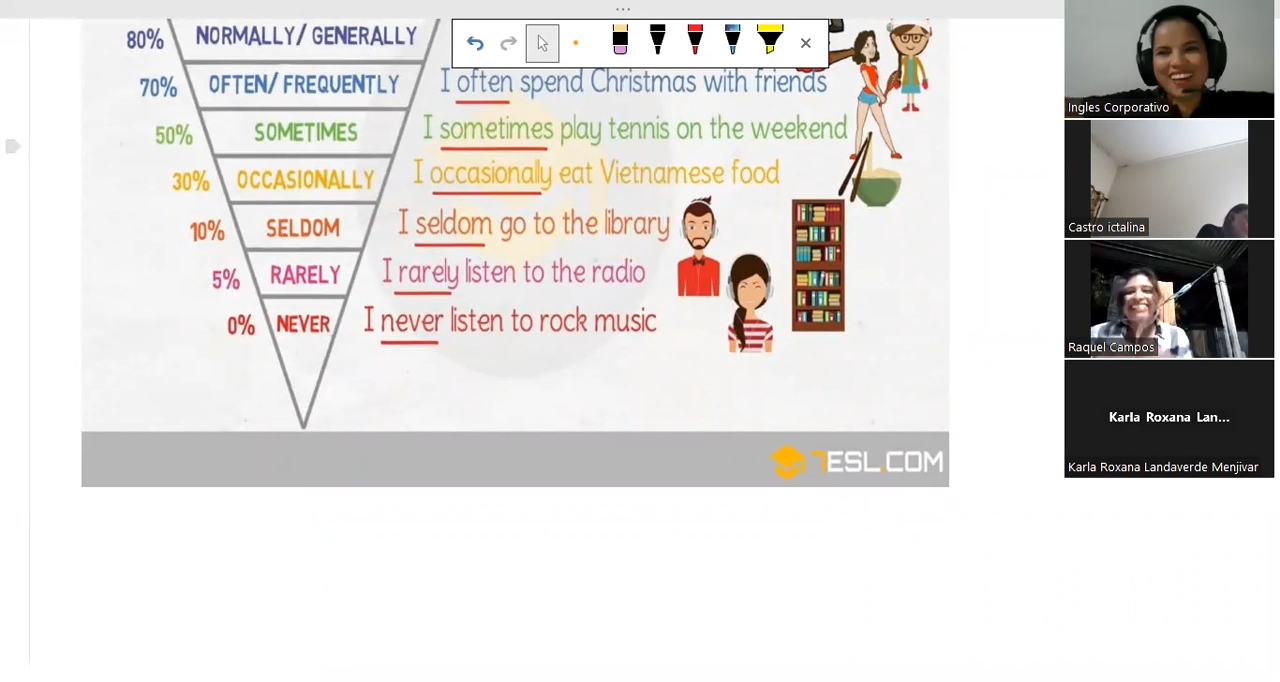 80% NORMALLY/ GENERALLY
70% OFTEN/ FREQUENTLY I often spend Christmas with friends
50% SOMETIMES I sometimes play tennis on the weekend
30% OCCASIONALLY I occasionally eat Vietnamese food
10% SELDOM I seldom go to the library
5% RARELY I rarely listen to the radio
0% NEVER I never listen to rock music
7ESL.COM
Ingles Corporativo
Castro ictalina
Raquel Campos
Karla Roxana Lan...
Karla Roxana Landaverde Menjivar